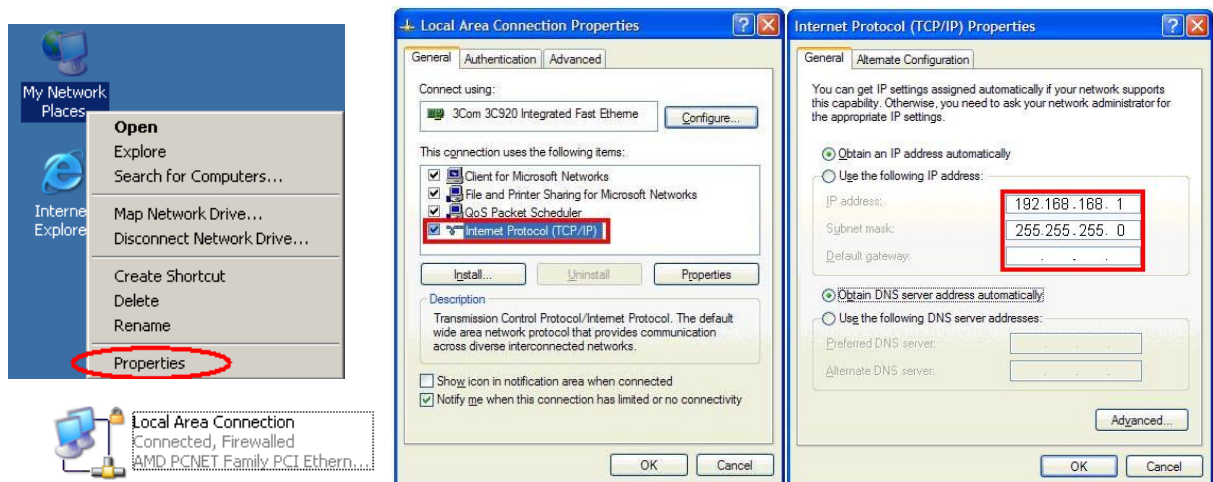 My Network
Places
Open
Explore
Search for Computers...
Map Network Drive...
Disconnect Network Drive...
Create Shortcut
Delete
Rename
Properties
Interne
Explore
Local Area Connection
Connected, Firewalled
AMD PCNET Family PCI Ethern...
Local Area Connection Properties
General Authentication Advanced
Connect using:
3Com 3C920 Integrated Fast Etheme
Configure...
This connection uses the following items:
Client for Microsoft Networks
File and Printer Sharing for Microsoft Networks
QoS Packet Scheduler
Internet Protocol (TCP/IP)
Install... Uninstall Properties
Description
Transmission Control Protocol/Internet Protocol. The default
wide area network protocol that provides communication
across diverse interconnected networks.
Show icon in notification area when connected
Notify me when this connection has limited or no connectivity
OK Cancel
Internet Protocol (TCP/IP) Properties
General Alternate Configuration
You can get IP settings assigned automatically if your network supports
this capability. Otherwise, you need to ask your network administrator for
the appropriate IP settings.
Obtain an IP address automatically
Use the following IP address:
IP address: 192.168.168. 1
Subnet mask: 255.255.255. 0
Default gateway: . . .
Obtain DNS server address automatically
Use the following DNS server addresses:
Preferred DNS server: . . .
Alternate DNS server: . . .
Advanced...
OK Cancel